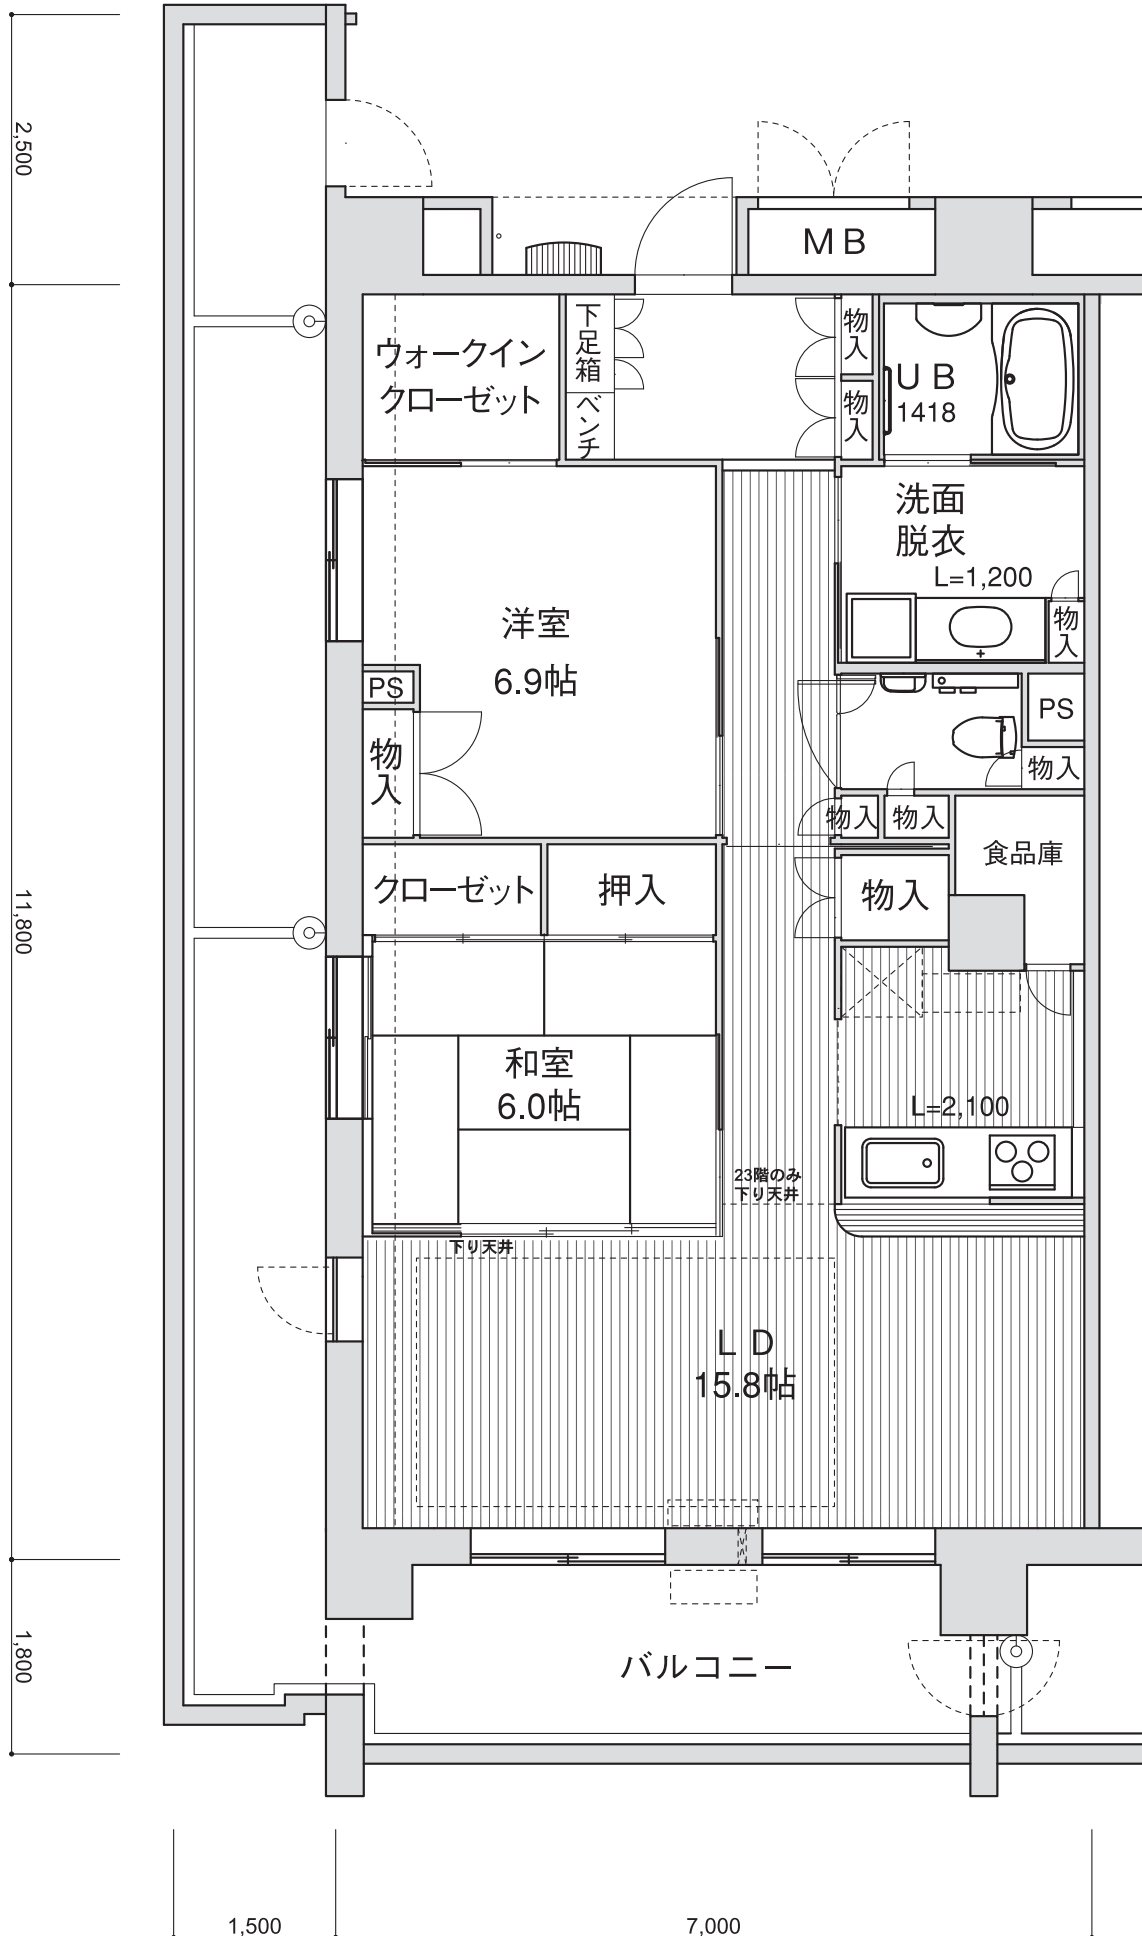 2,500
MB
ウォークイン
クローゼット
下足箱
ベンチ
物入
物入
UB
1418
洗面
脱衣
L=1,200
物入
洋室
6.9帖
PS
物入
PS
物入
物入
物入
食品庫
クローゼット
押入
物入
11,800
和室
6.0帖
L=2,100
23階のみ
下り天井
下り天井
LD
15.8帖
1,800
バルコニー
1,500
7,000